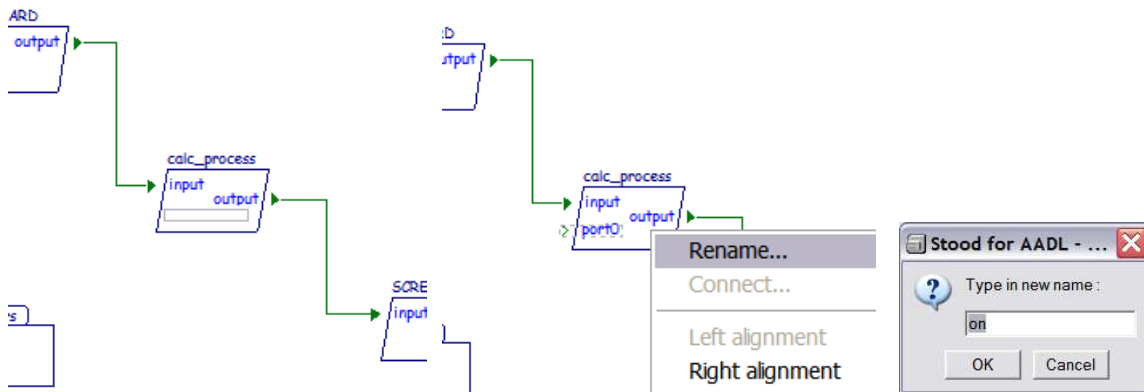 ARD
output
calc_process
input
output
SCRE
input
s
:D
utput
calc_process
input
output
port0
Rename...
Connect...
Left alignment
Right alignment
Stood for AADL - ...
Type in new name :
on
OK
Cancel